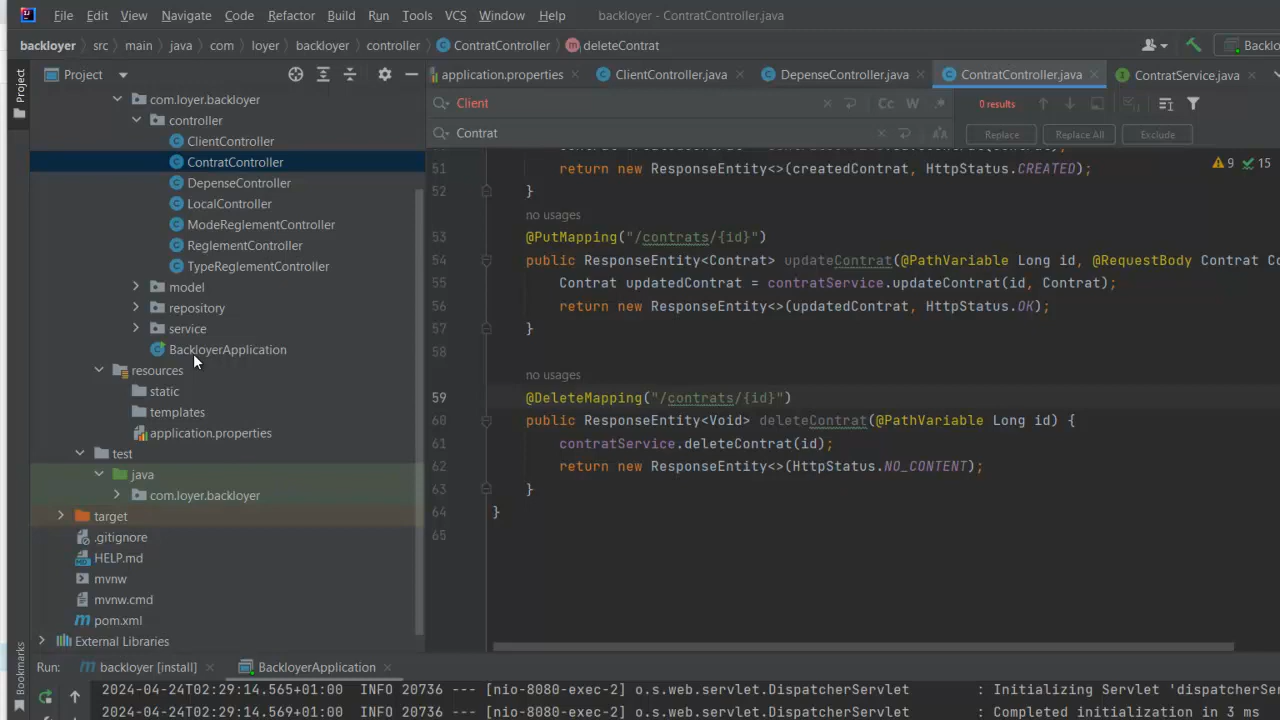 File Edit View Navigate Code Refactor Build Run Tools VCS Window Help backloyer - ContratController.java
backloyer src main java com loyer backloyer controller ContratController deleteContrat
Project
Project
application.properties ClientController.java DepenseController.java ContratController.java ContratService.java
Client Cc W .* 0 results
Contrat Replace Replace All Exclude
com.loyer.backloyer
controller
ClientController
ContratController
DepenseController
LocalController
ModeReglementController
ReglementController
TypeReglementController
model
repository
service
BackloyerApplication
resources
static
templates
application.properties
test
java
com.loyer.backloyer
target
.gitignore
HELP.md
mvnw
mvnw.cmd
pom.xml
External Libraries
9 15
51 return new ResponseEntity<>(createdContrat, HttpStatus.CREATED);
52 }
no usages
53 @PutMapping("/contrats/{id}")
54 public ResponseEntity<Contrat> updateContrat(@PathVariable Long id, @RequestBody Contrat Co
55 Contrat updatedContrat = contratService.updateContrat(id, Contrat);
56 return new ResponseEntity<>(updatedContrat, HttpStatus.OK);
57 }
58
no usages
59 @DeleteMapping("/contrats/{id}")
60 public ResponseEntity<Void> deleteContrat(@PathVariable Long id) {
61 contratService.deleteContrat(id);
62 return new ResponseEntity<>(HttpStatus.NO_CONTENT);
63 }
64 }
65
Bookmarks
Run: backloyer [install] BackloyerApplication
2024-04-24T02:29:14.565+01:00 INFO 20736 --- [nio-8080-exec-2] o.s.web.servlet.DispatcherServlet : Initializing Servlet 'dispatcherSer
2024-04-24T02:29:14.569+01:00 INFO 20736 --- [nio-8080-exec-2] o.s.web.servlet.DispatcherServlet : Completed initialization in 3 ms